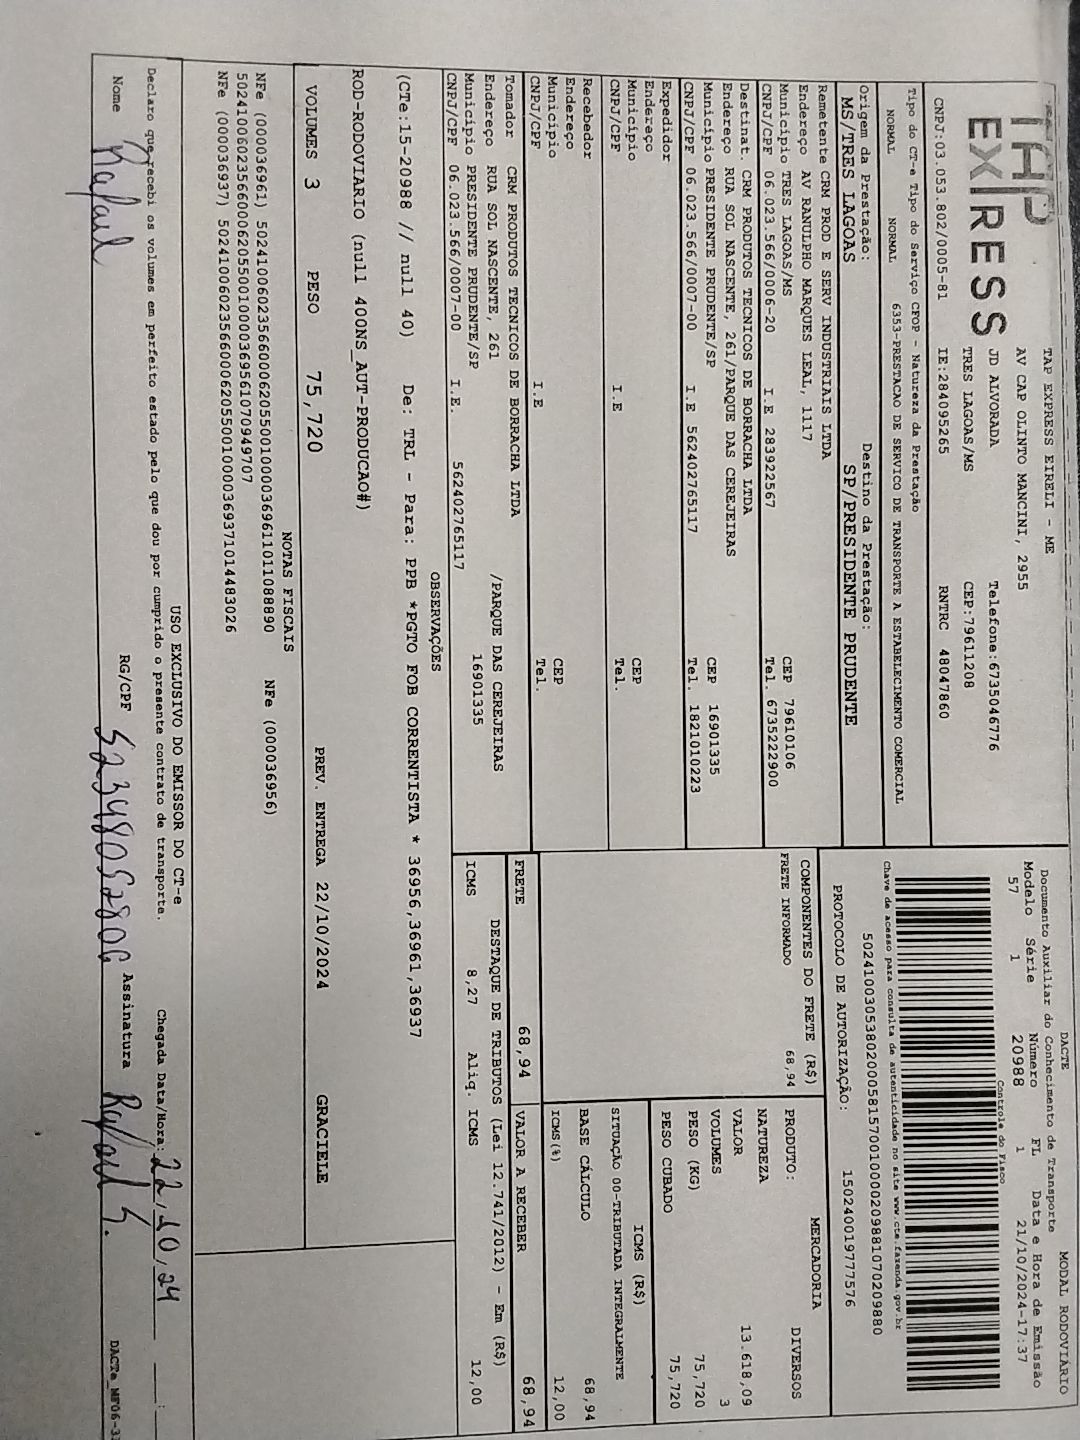 TAP EXPRESS
TAP EXPRESS EIRELI - ME
AV CAP OLINTO MANCINI, 2955
JD ALVORADA Telefone:6735046776
TRES LAGOAS/MS CEP:79611208
CNPJ:03.053.802/0005-81 IE:284095265 RNTRC 48047860
DACTE MODAL RODOVIÁRIO
Documento Auxiliar do Conhecimento de Transporte
Modelo Série Número FL Data e Hora de Emissão
57 1 20988 1 21/10/2024-17:37
Controle do Fisco
Chave de acesso para consulta de autenticidade no site www.cte.fazenda.gov.br
50241003053802000581570010000209881070209880
PROTOCOLO DE AUTORIZAÇÃO: 150240019777576
Tipo do CT-e Tipo do Serviço CFOP - Natureza da Prestação
NORMAL NORMAL 6353-PRESTACAO DE SERVICO DE TRANSPORTE A ESTABELECIMENTO COMERCIAL
Origem da Prestação: Destino da Prestação:
MS/TRES LAGOAS SP/PRESIDENTE PRUDENTE
Remetente CRM PROD E SERV INDUSTRIAIS LTDA
Endereço AV RANULPHO MARQUES LEAL, 1117
Município TRES LAGOAS/MS CEP 79610106
CNPJ/CPF 06.023.566/0006-20 I.E 283922567 Tel. 6735222900
Destinat. CRM PRODUTOS TECNICOS DE BORRACHA LTDA
Endereço RUA SOL NASCENTE, 261/PARQUE DAS CEREJEIRAS
Município PRESIDENTE PRUDENTE/SP CEP 16901335
CNPJ/CPF 06.023.566/0007-00 I.E 562402765117 Tel. 1821010223
Expedidor
Endereço
Município CEP
CNPJ/CPF I.E Tel.
Recebedor
Endereço
Município CEP
CNPJ/CPF I.E Tel.
Tomador CRM PRODUTOS TECNICOS DE BORRACHA LTDA
Endereço RUA SOL NASCENTE, 261 /PARQUE DAS CEREJEIRAS
Município PRESIDENTE PRUDENTE/SP 16901335
CNPJ/CPF 06.023.566/0007-00 I.E. 562402765117
COMPONENTES DO FRETE (R$)
FRETE INFORMADO 68,94
MERCADORIA
PRODUTO: DIVERSOS
NATUREZA
VALOR 13.618,09
VOLUMES 3
PESO (KG) 75,720
PESO CUBADO 75,720
ICMS (R$)
SITUAÇÃO 00-TRIBUTADA INTEGRALMENTE
BASE CÁLCULO 68,94
ICMS(%) 12,00
FRETE 68,94 VALOR A RECEBER 68,94
DESTAQUE DE TRIBUTOS (Lei 12.741/2012) - Em (R$)
ICMS 8,27 Aliq. ICMS 12,00
OBSERVAÇÕES
(CTe:15-20988 // null 40) De: TRL - Para: PPB *PGTO FOB CORRENTISTA * 36956,36961,36937
ROD-RODOVIARIO (null 400NS_AUT-PRODUCAO#)
VOLUMES 3 PESO 75,720 PREV. ENTREGA 22/10/2024 GRACIELE
NOTAS FISCAIS
NFe (000036961) 50241006023566000620550010000369611011088890 NFe (000036956)
50241006023566000620550010000369561070949707
NFe (000036937) 50241006023566000620550010000369371014483026
USO EXCLUSIVO DO EMISSOR DO CT-e
Declaro que recebi os volumes em perfeito estado pelo que dou por cumprido o presente contrato de transporte. Chegada Data/Hora: 22/10/24 :
Nome Rafael RG/CPF 52348052806 Assinatura Rafael S.